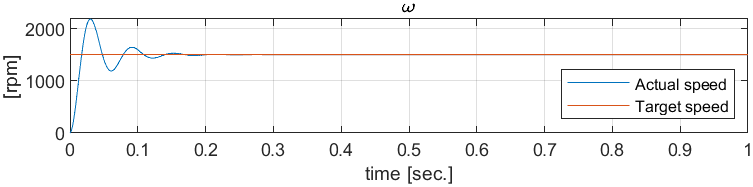 ω
[rpm]
2000
1000
0
Actual speed
Target speed
0 0.1 0.2 0.3 0.4 0.5 0.6 0.7 0.8 0.9 1
time [sec.]